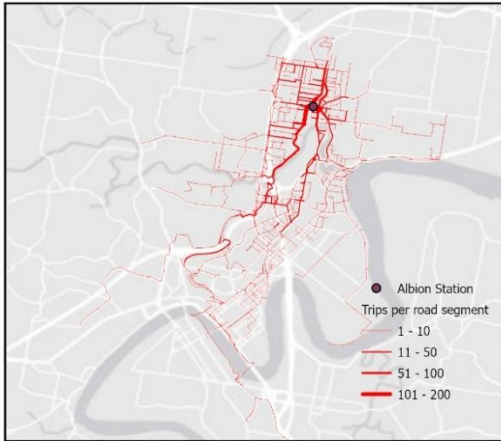 Albion Station
Trips per road segment
1 - 10
11 - 50
51 - 100
101 - 200